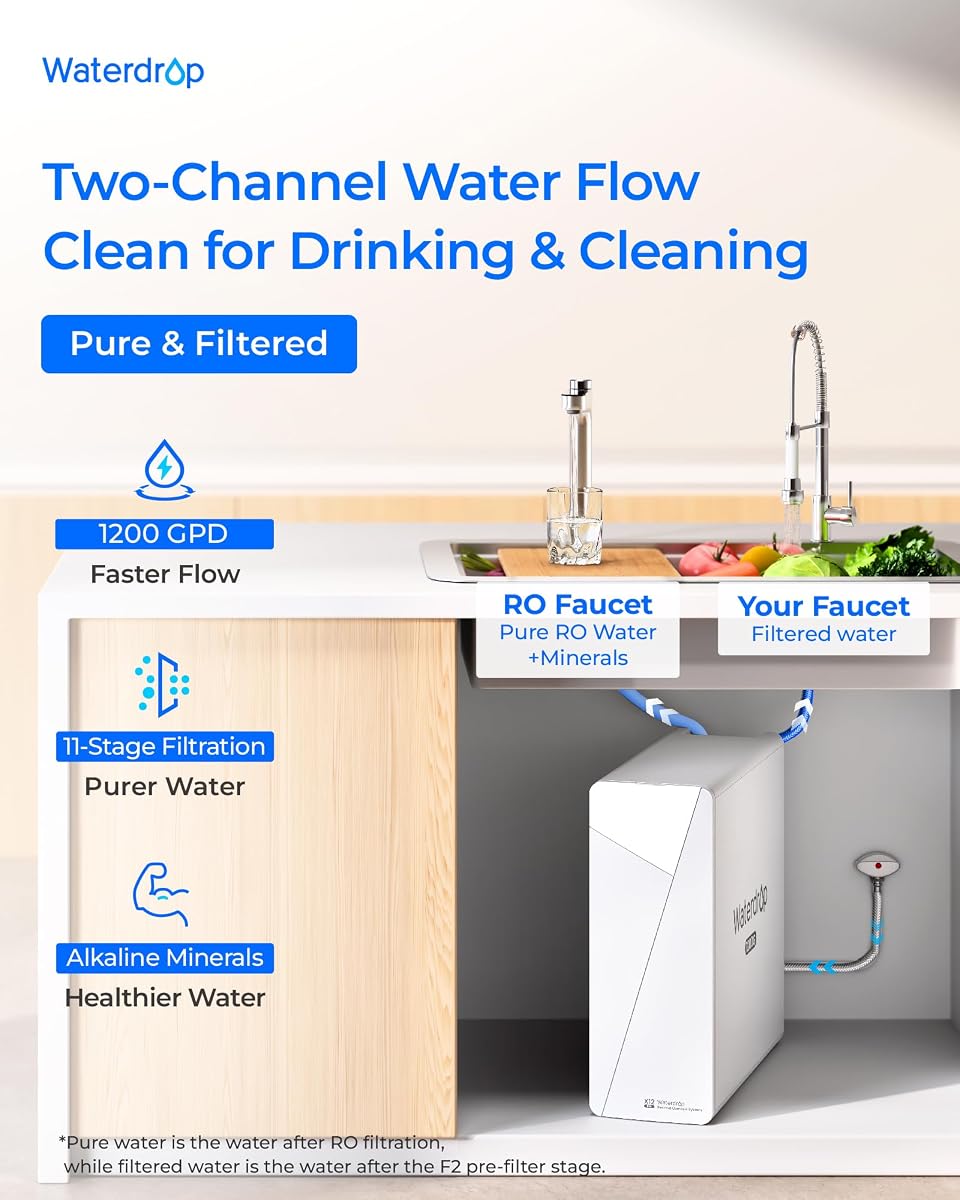 Waterdrop
Two-Channel Water Flow
Clean for Drinking & Cleaning
Pure & Filtered
1200 GPD
Faster Flow
11-Stage Filtration
Purer Water
Alkaline Minerals
Healthier Water
RO Faucet
Pure RO Water
+Minerals
Your Faucet
Filtered water
Waterdrop
X12 Waterdrop
*Pure water is the water after RO filtration,
while filtered water is the water after the F2 pre-filter stage.